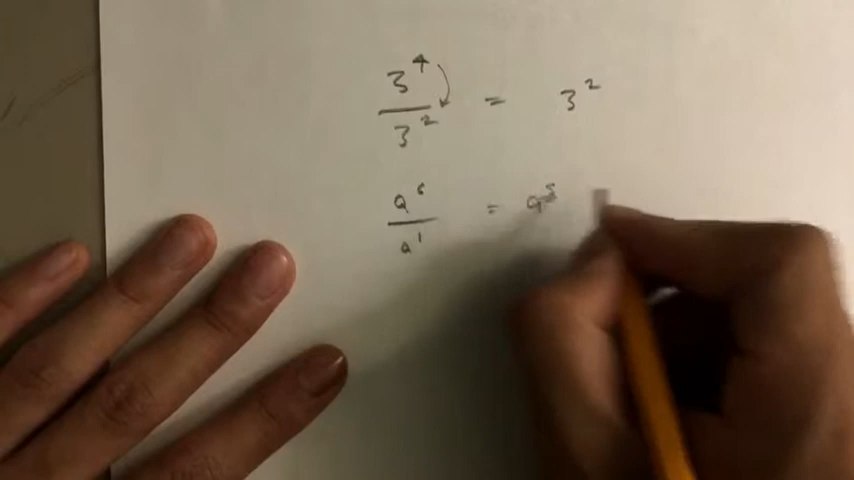 3⁴/3² = 3²
a⁶/a¹ = a⁵